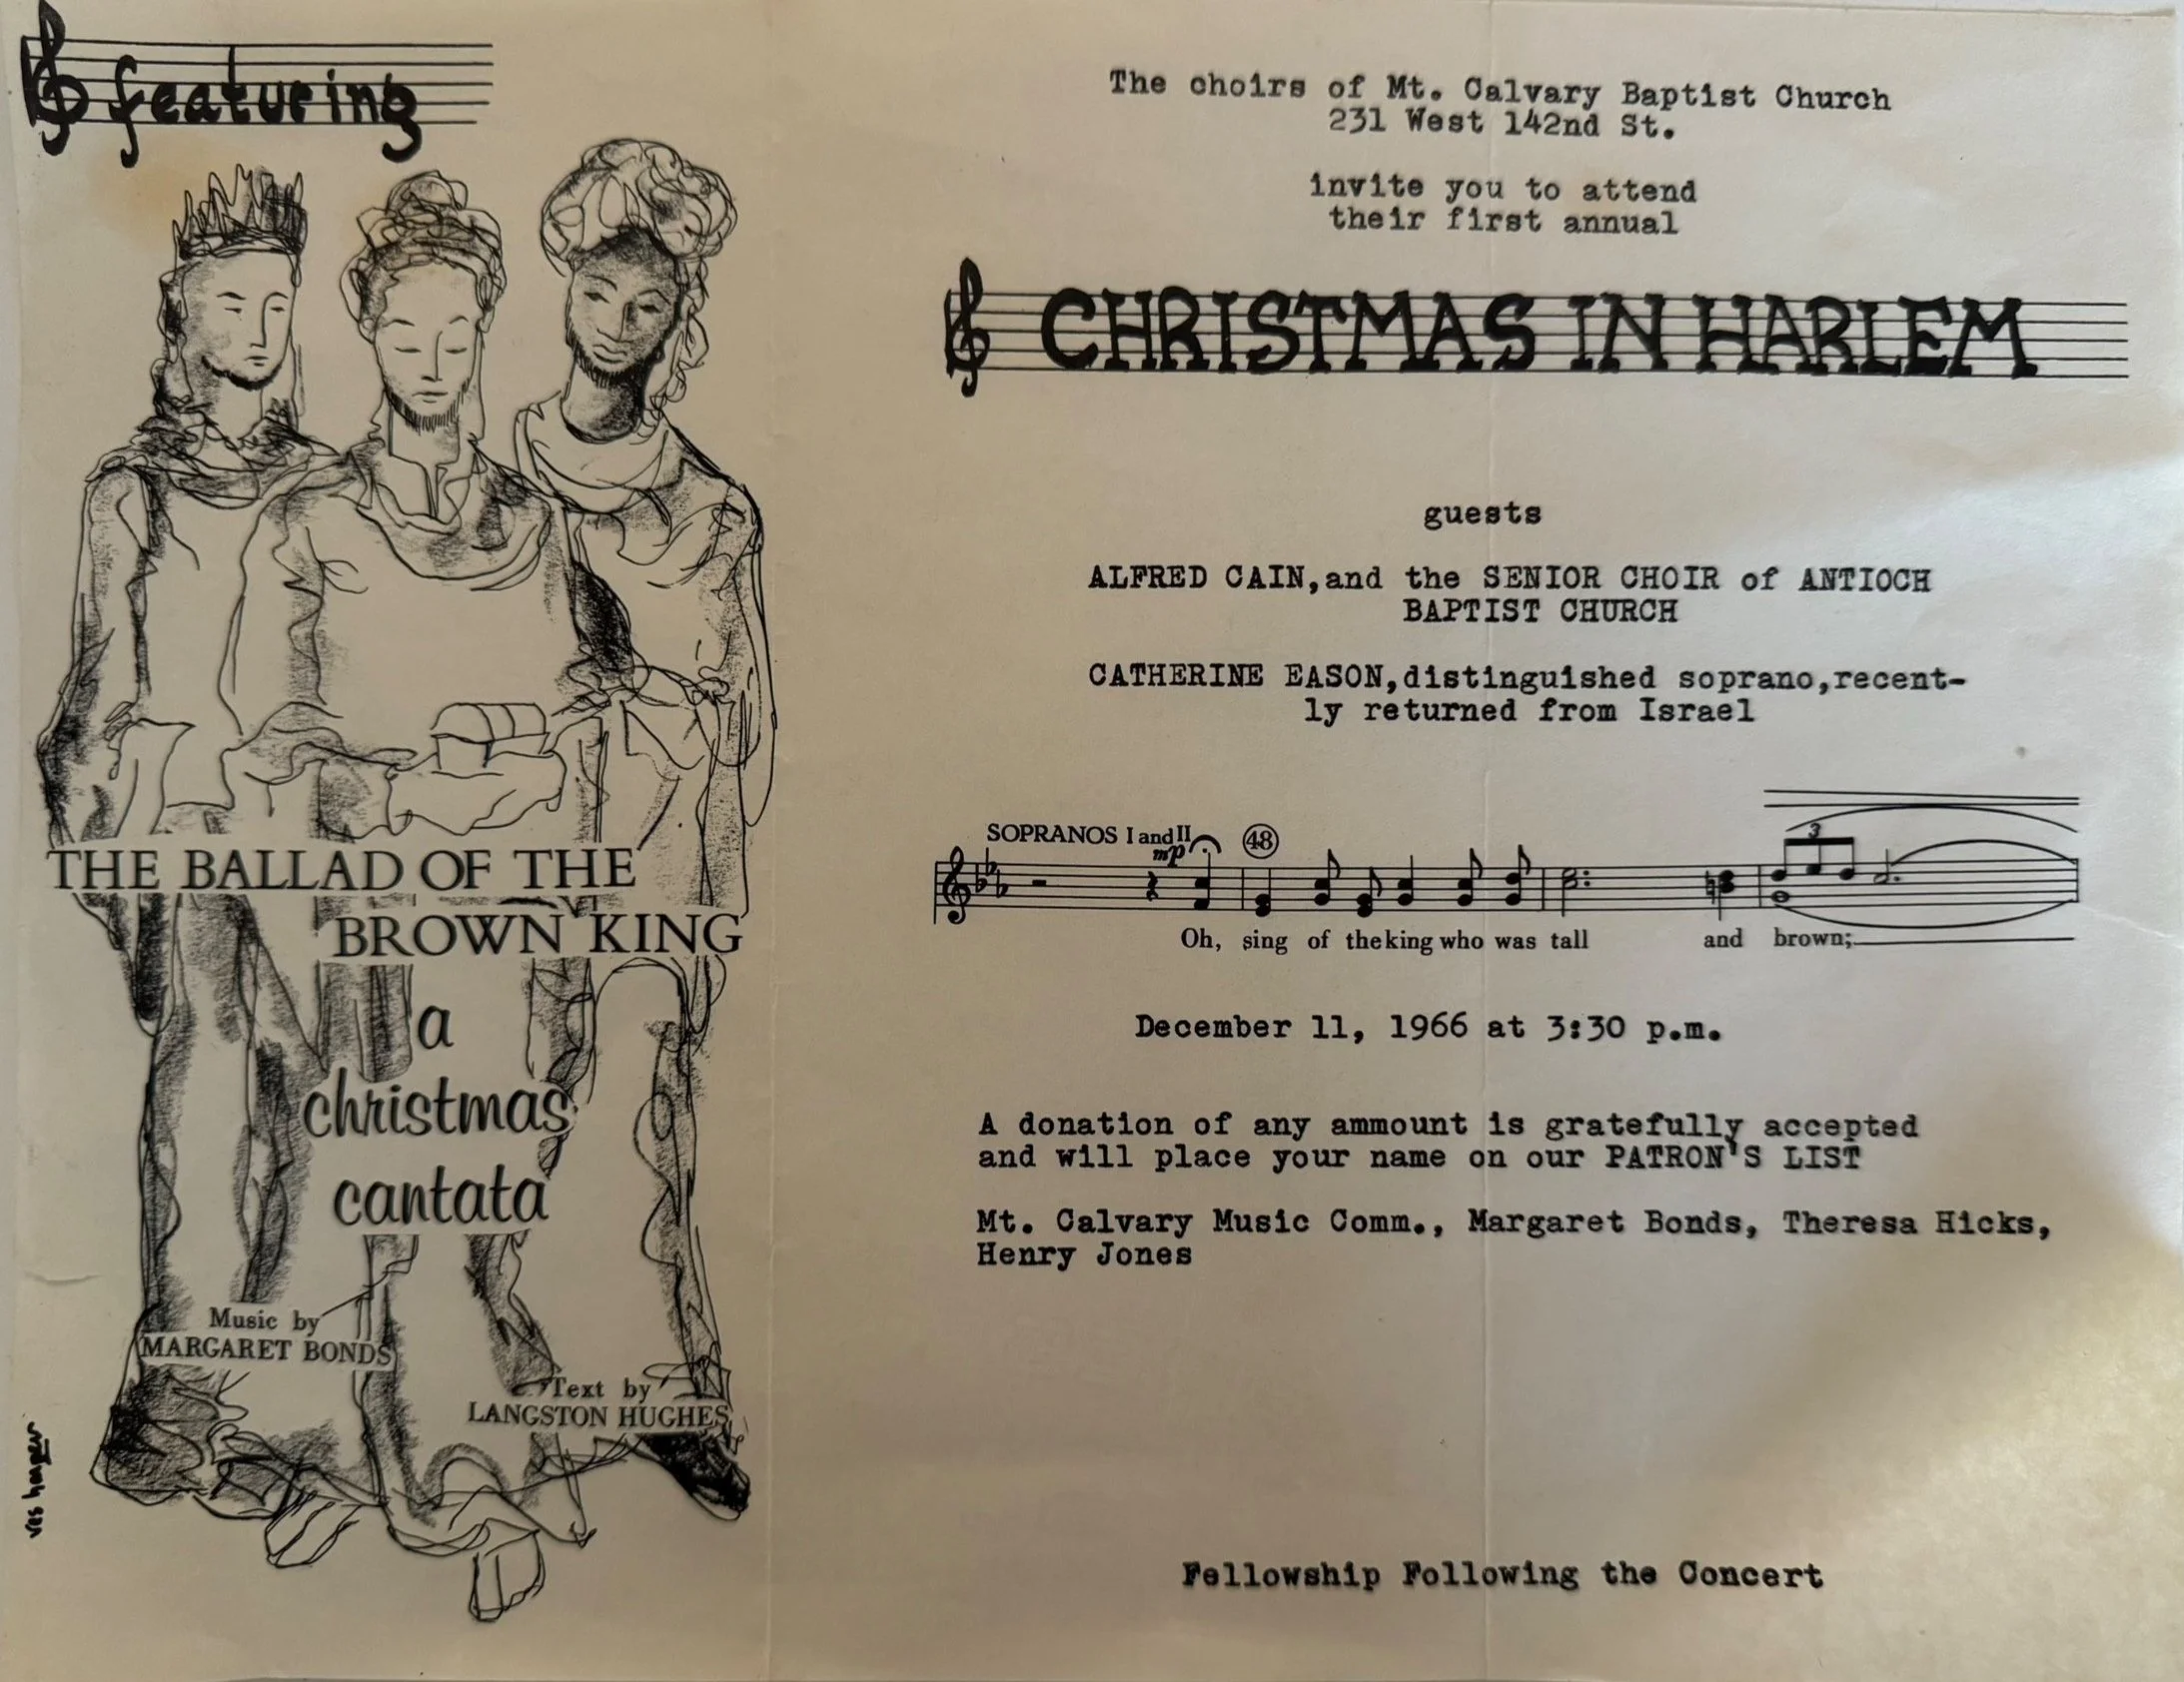 featuring
THE BALLAD OF THE
BROWN KING
a
christmas
cantata
Music by
MARGARET BONDS
Text by
LANGSTON HUGHES
ves harper
The choirs of Mt. Calvary Baptist Church
231 West 142nd St.
invite you to attend
their first annual
CHRISTMAS IN HARLEM
guests
ALFRED CAIN,and the SENIOR CHOIR of ANTIOCH
BAPTIST CHURCH
CATHERINE EASON,distinguished soprano,recent-
ly returned from Israel
SOPRANOS I and II
mp 48
3
Oh, sing of the king who was tall and brown;
December 11, 1966 at 3:30 p.m.
A donation of any ammount is gratefully accepted
and will place your name on our PATRON'S LIST
Mt. Calvary Music Comm., Margaret Bonds, Theresa Hicks,
Henry Jones
Fellowship Following the Concert